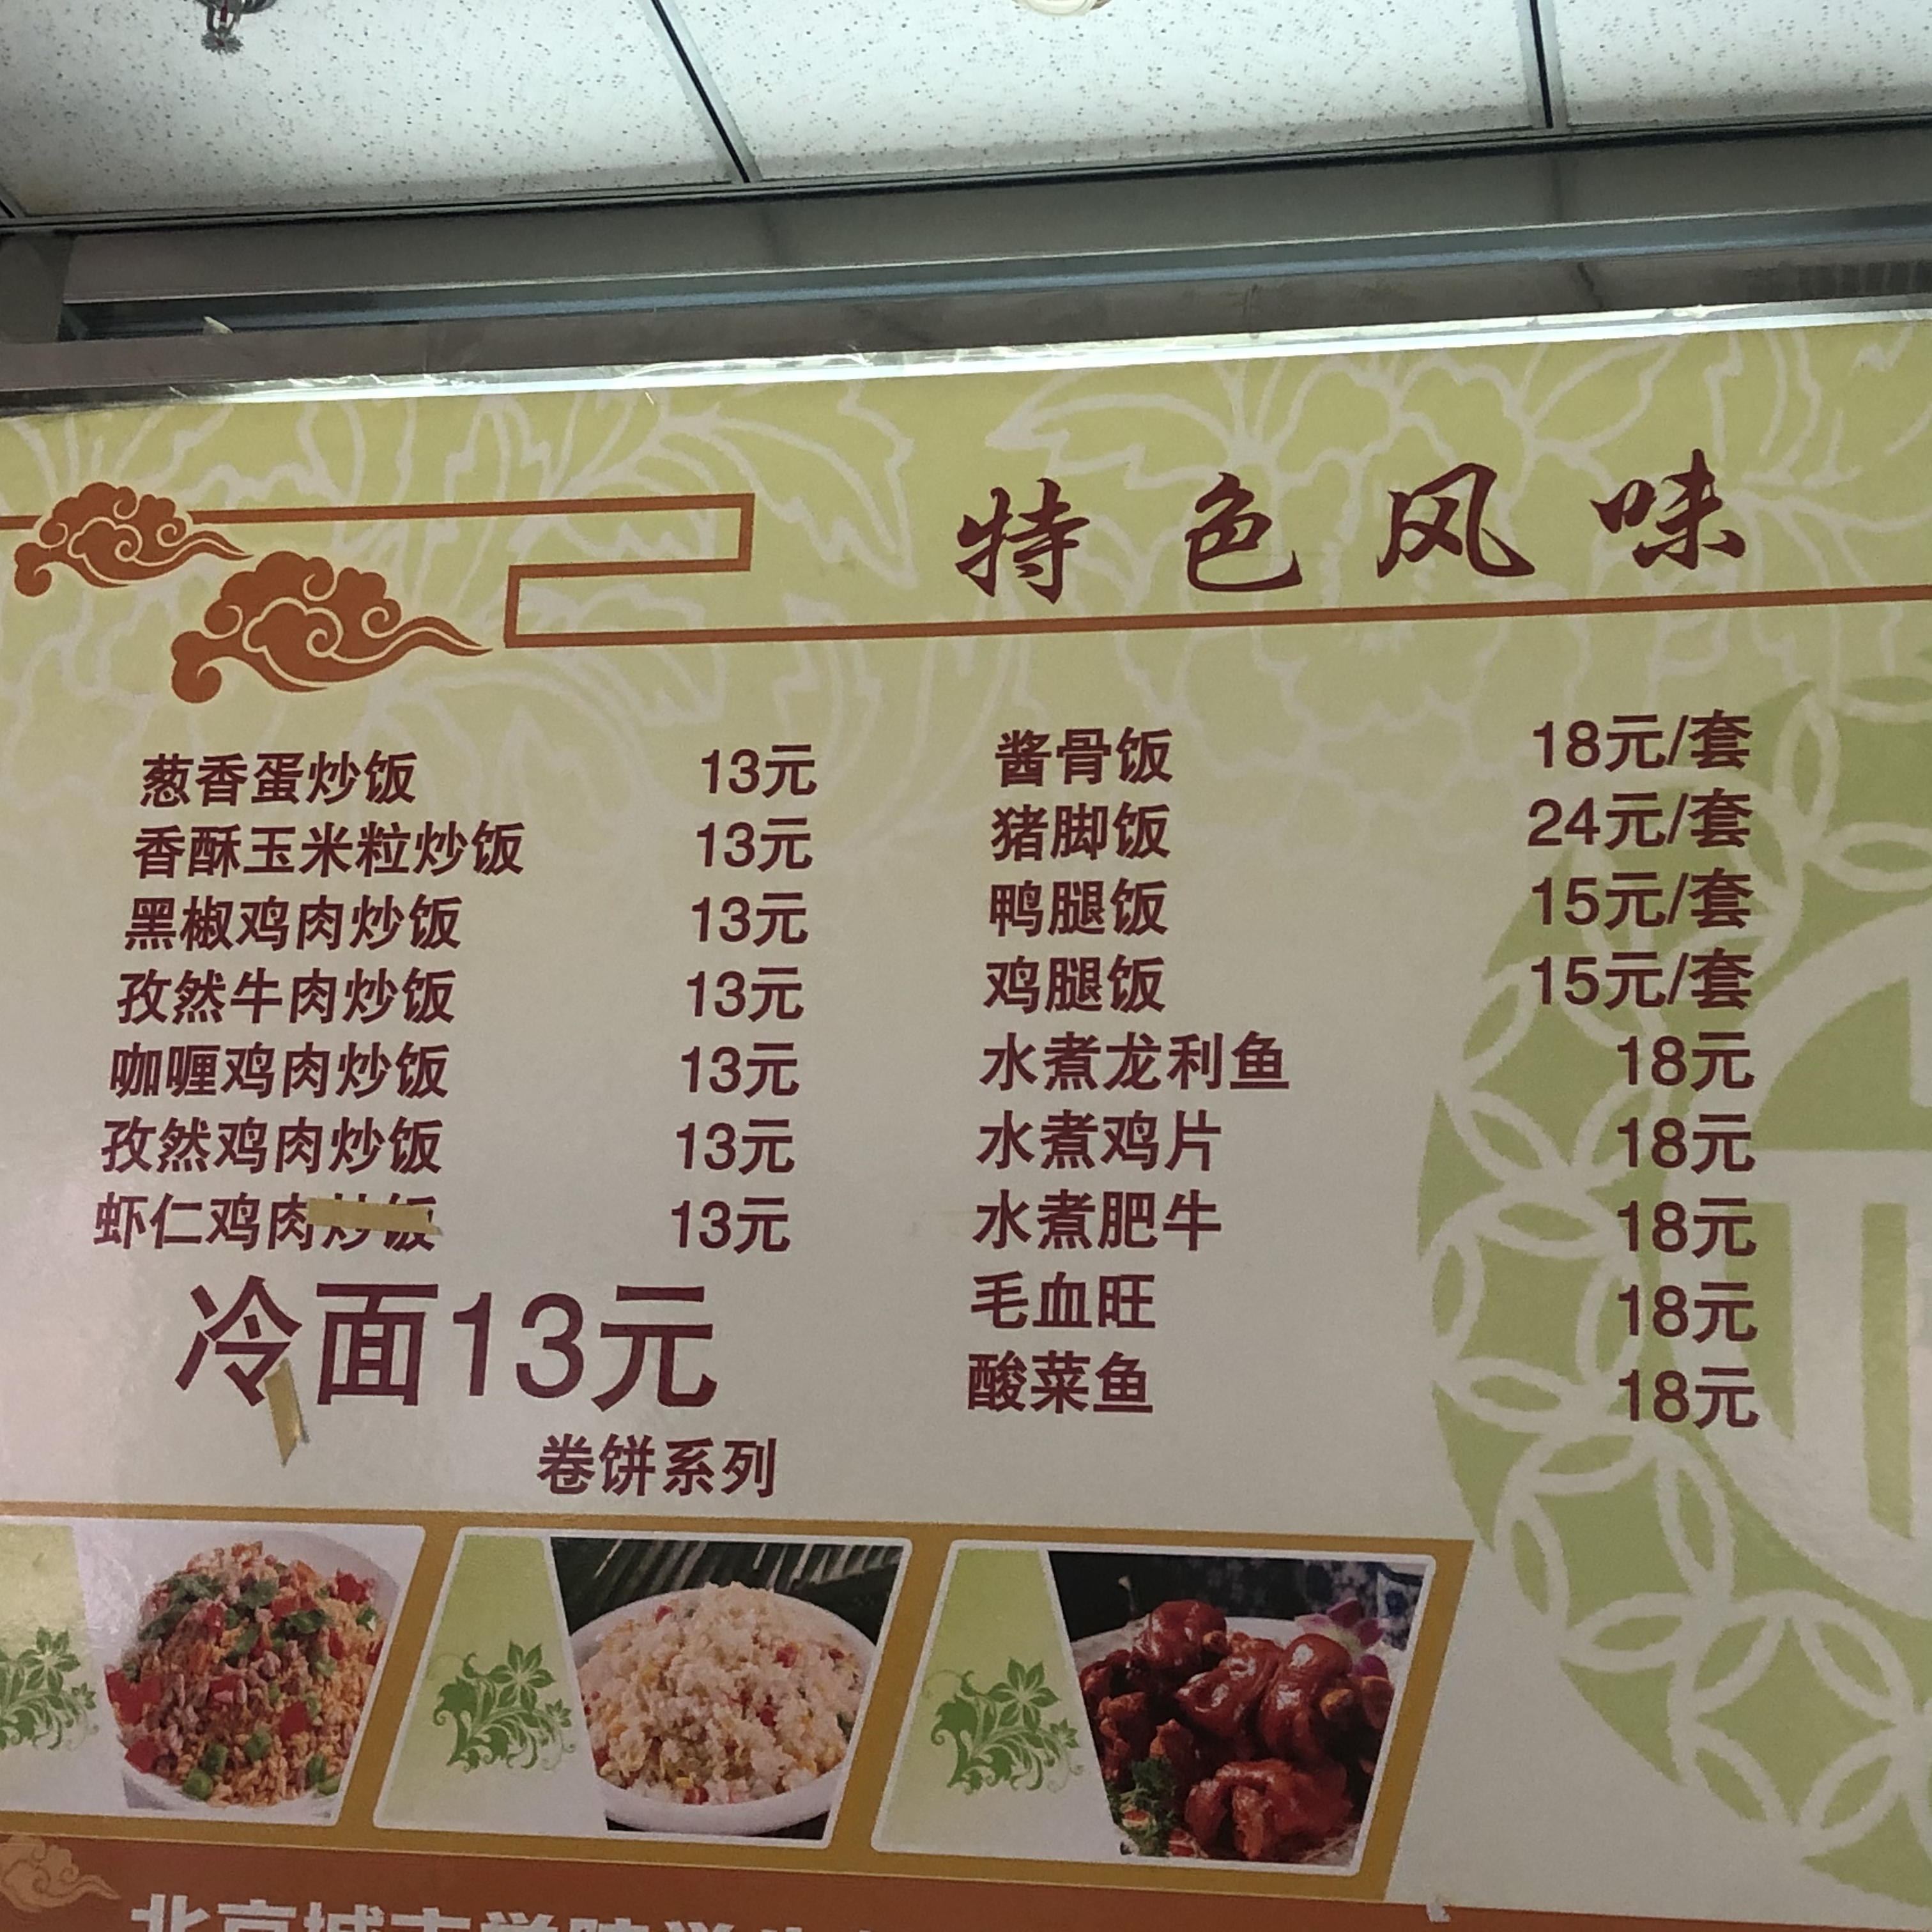 特色风味
葱香蛋炒饭 13元
香酥玉米粒炒饭 13元
黑椒鸡肉炒饭 13元
孜然牛肉炒饭 13元
咖喱鸡肉炒饭 13元
孜然鸡肉炒饭 13元
虾仁鸡肉炒饭 13元
冷面13元
卷饼系列
酱骨饭 18元/套
猪脚饭 24元/套
鸭腿饭 15元/套
鸡腿饭 15元/套
水煮龙利鱼 18元
水煮鸡片 18元
水煮肥牛 18元
毛血旺 18元
酸菜鱼 18元
北京城市学院学生